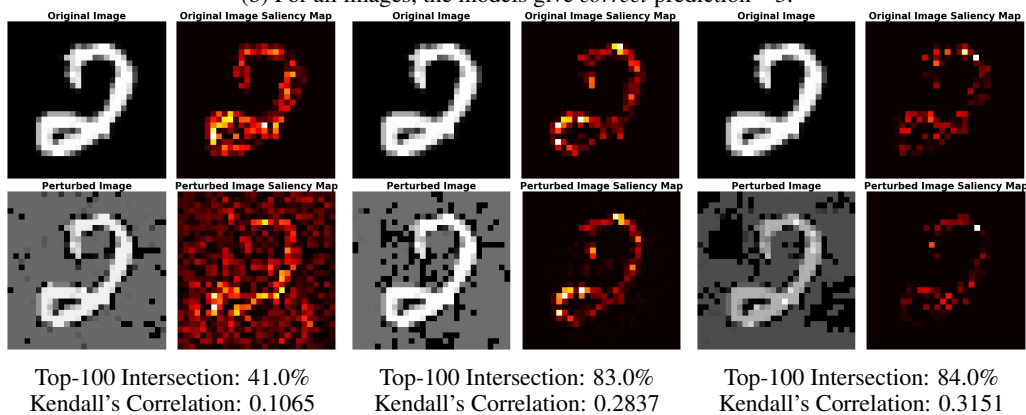 (b) For all images, the models give correct prediction – 3.
Original Image Original Image Saliency Map Original Image Original Image Saliency Map Original Image Original Image Saliency Map
Perturbed Image Perturbed Image Saliency Map Perturbed Image Perturbed Image Saliency Map Perturbed Image Perturbed Image Saliency Map
Top-100 Intersection: 41.0% Top-100 Intersection: 83.0% Top-100 Intersection: 84.0%
Kendall's Correlation: 0.1065 Kendall's Correlation: 0.2837 Kendall's Correlation: 0.3151